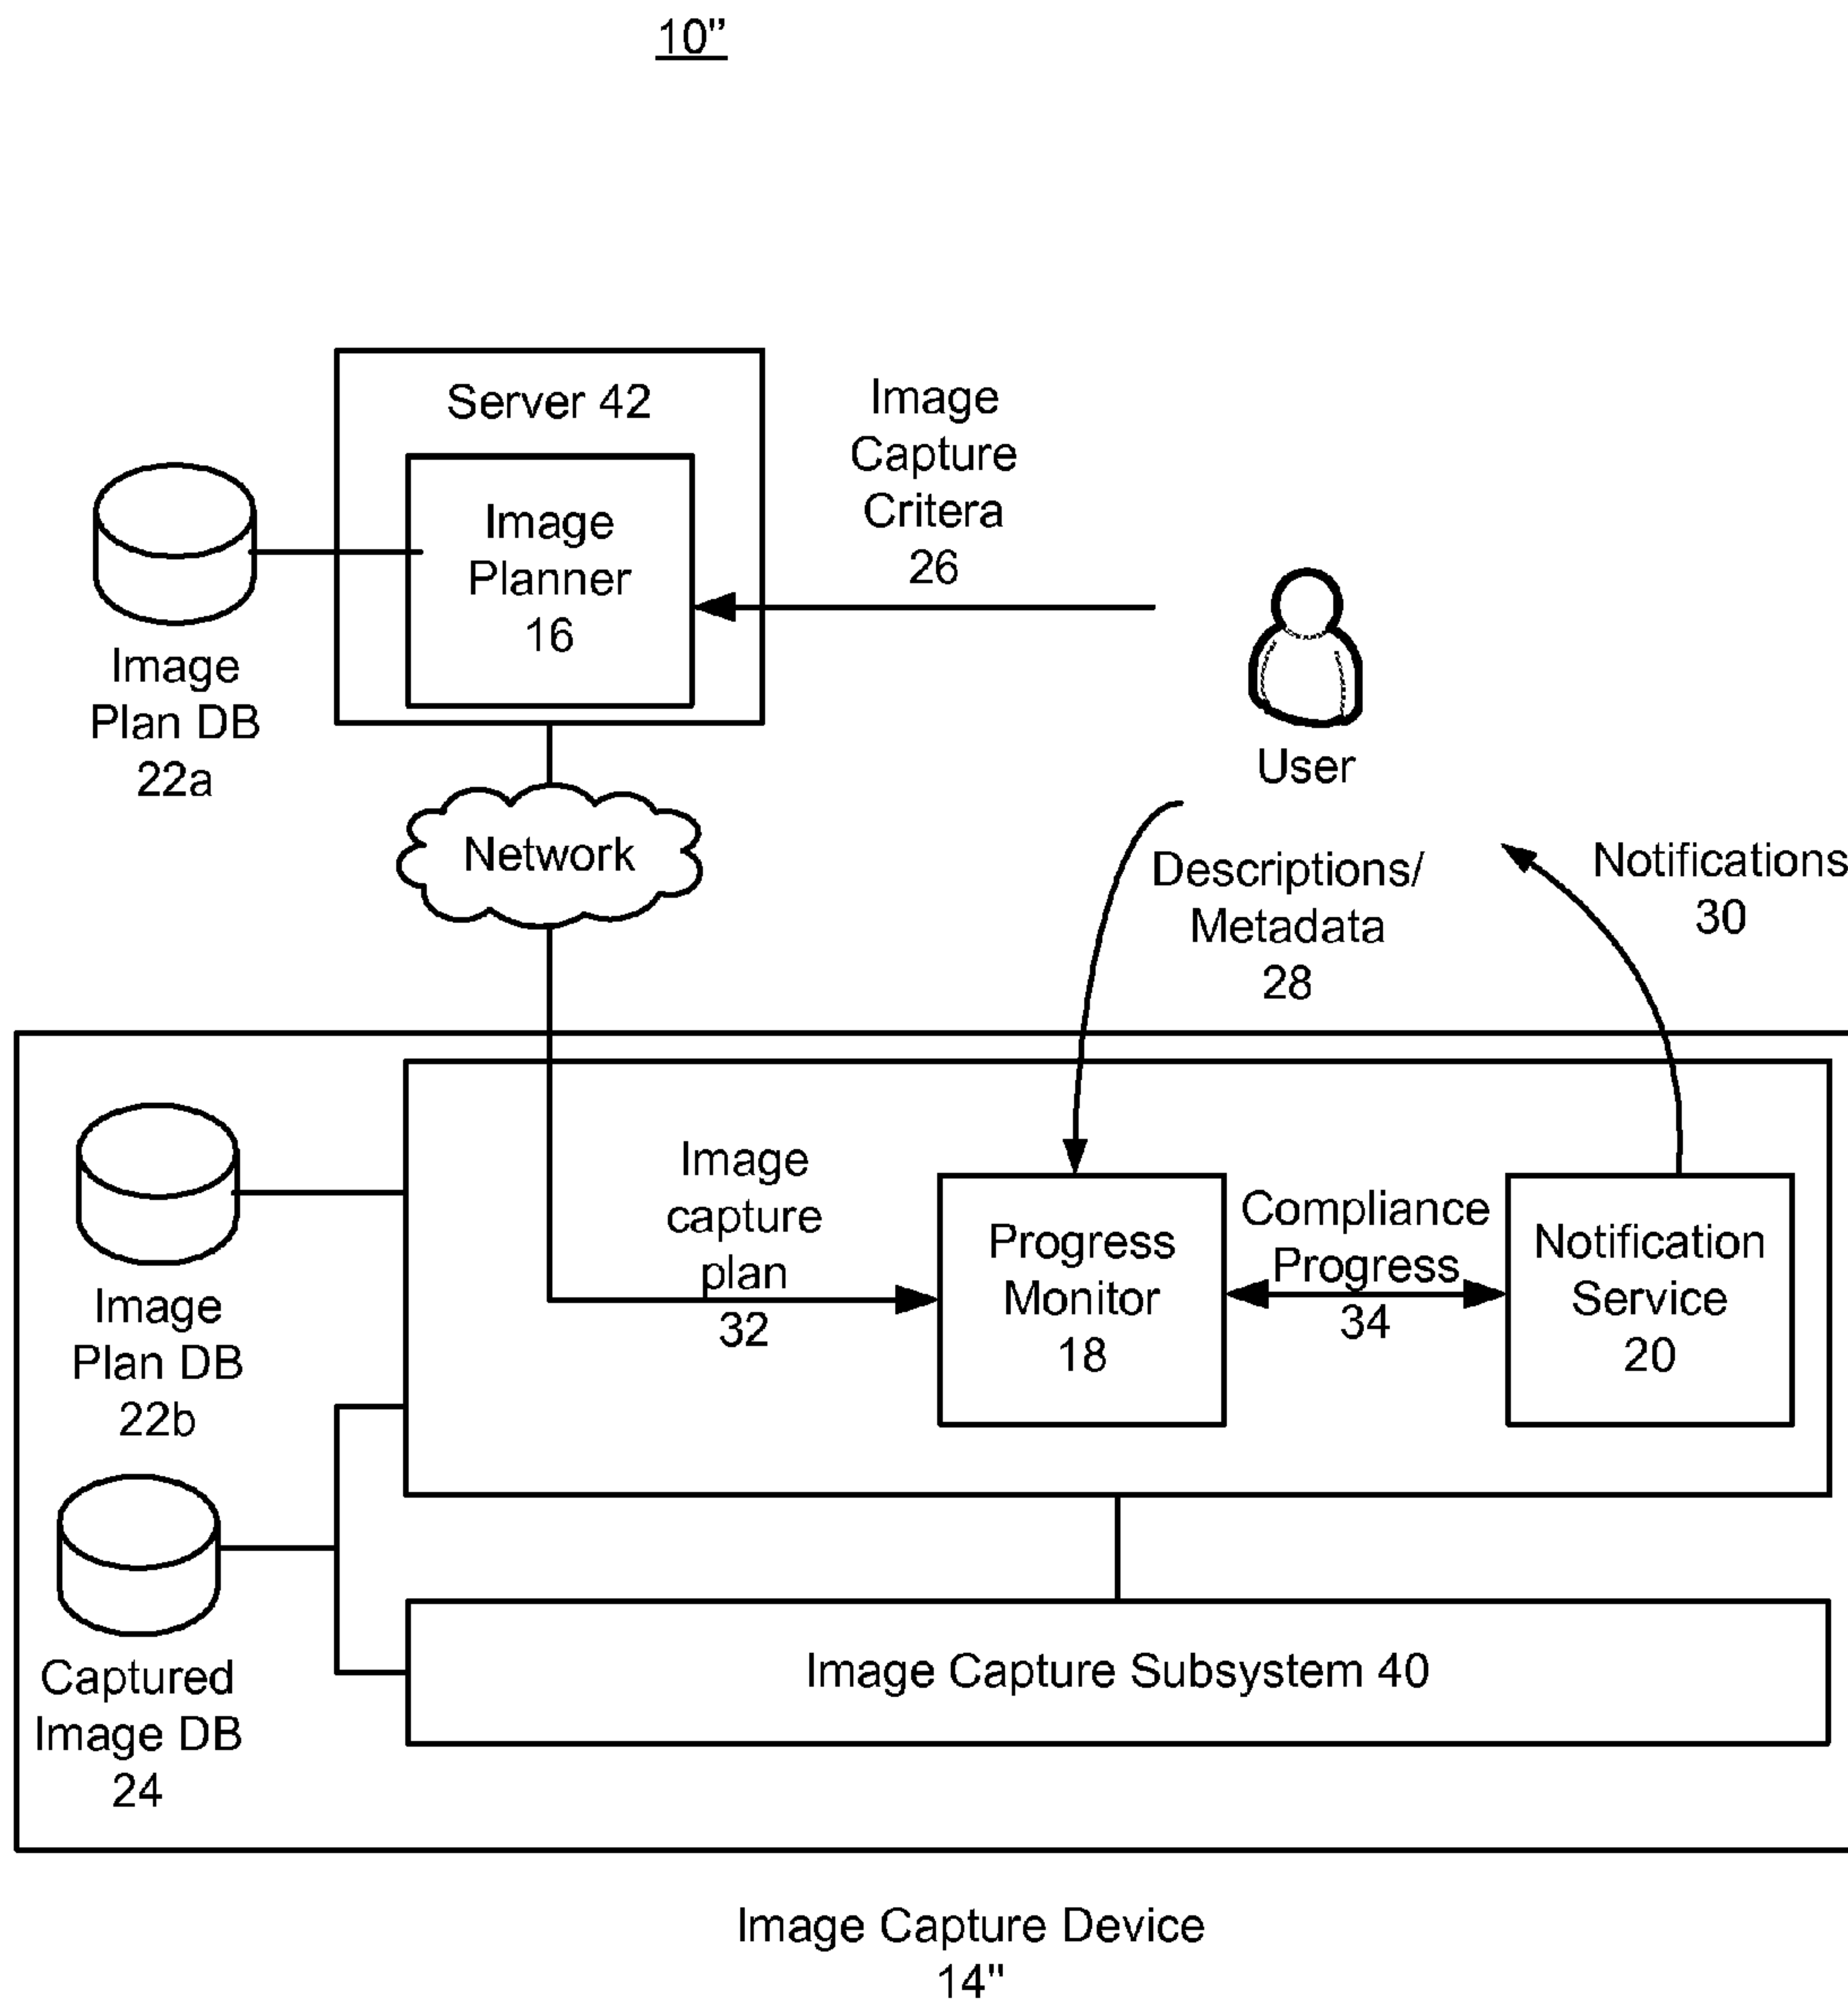 10"
Server 42
Image
Capture
Critera
26
Image
Planner
16
Image
Plan DB
22a
User
Network
Descriptions/
Metadata
28
Notifications
30
Image
capture
plan
32
Progress
Monitor
18
Compliance
Progress
34
Notification
Service
20
Image
Plan DB
22b
Captured
Image DB
24
Image Capture Subsystem 40
Image Capture Device
14"